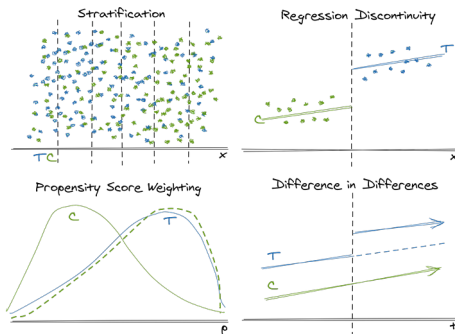 Stratification
T C
x
Regression Discontinuity
T
C
x
Propensity Score Weighting
C
T
p
Difference in Differences
T
C
t